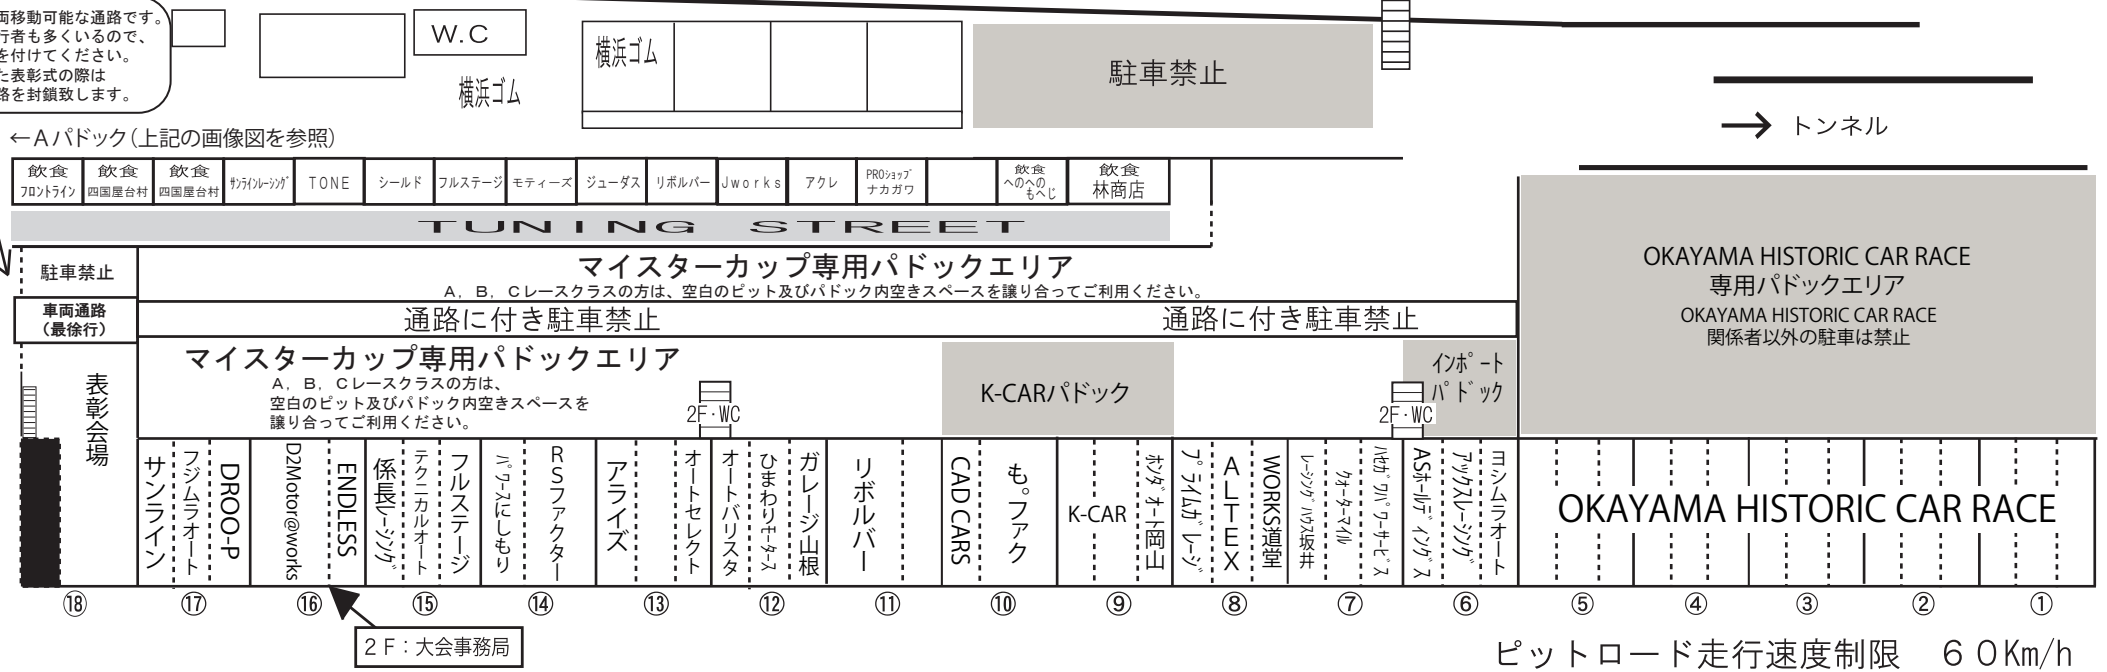 両移動可能な通路です。
行者も多くいるので、
を付けてください。
た表彰式の際は
路を封鎖致します。
W.C
横浜ゴム
横浜ゴム
駐車禁止
→ トンネル
←Aパドック(上記の画像図を参照)
飲食
フロントライン
飲食
四国屋台村
飲食
四国屋台村
サンラインレーシング
TONE
シールド
フルステージ
モティーズ
ジューダス
リボルバー
Jworks
アクレ
PROショップ
ナカガワ
飲食
へのへの
もへじ
飲食
林商店
TUNING STREET
駐車禁止
マイスターカップ専用パドックエリア
A，B，Cレースクラスの方は、空白のピット及びパドック内空きスペースを譲り合ってご利用ください。
車両通路
(最徐行)
通路に付き駐車禁止
通路に付き駐車禁止
OKAYAMA HISTORIC CAR RACE
専用パドックエリア
OKAYAMA HISTORIC CAR RACE
関係者以外の駐車は禁止
表彰会場
マイスターカップ専用パドックエリア
A，B，Cレースクラスの方は、
空白のピット及びパドック内空きスペースを
譲り合ってご利用ください。
2F･WC
K-CARパドック
2F･WC
インポート
パドック
サンライン
フジムラオート
DROO-P
D2Motor@works
ENDLESS
係長レーシング
テクニカルオート
フルステージ
パワースにしもり
RSファクター
アライズ
オートセレクト
オートバリスタ
ひまわりモータース
ガレージ山根
リボルバー
CAD CARS
も。ファク
K-CAR
ホンダオート岡山
プライムガレージ
ALTEX
WORKS道堂
レーシングハウス坂井
クォーターマイル
ハセガワパワーサービス
ASホールディングス
アックスレーシング
ヨシムラオート
OKAYAMA HISTORIC CAR RACE
⑱ ⑰ ⑯ ⑮ ⑭ ⑬ ⑫ ⑪ ⑩ ⑨ ⑧ ⑦ ⑥ ⑤ ④ ③ ② ①
2F：大会事務局
ピットロード走行速度制限　60Km/h